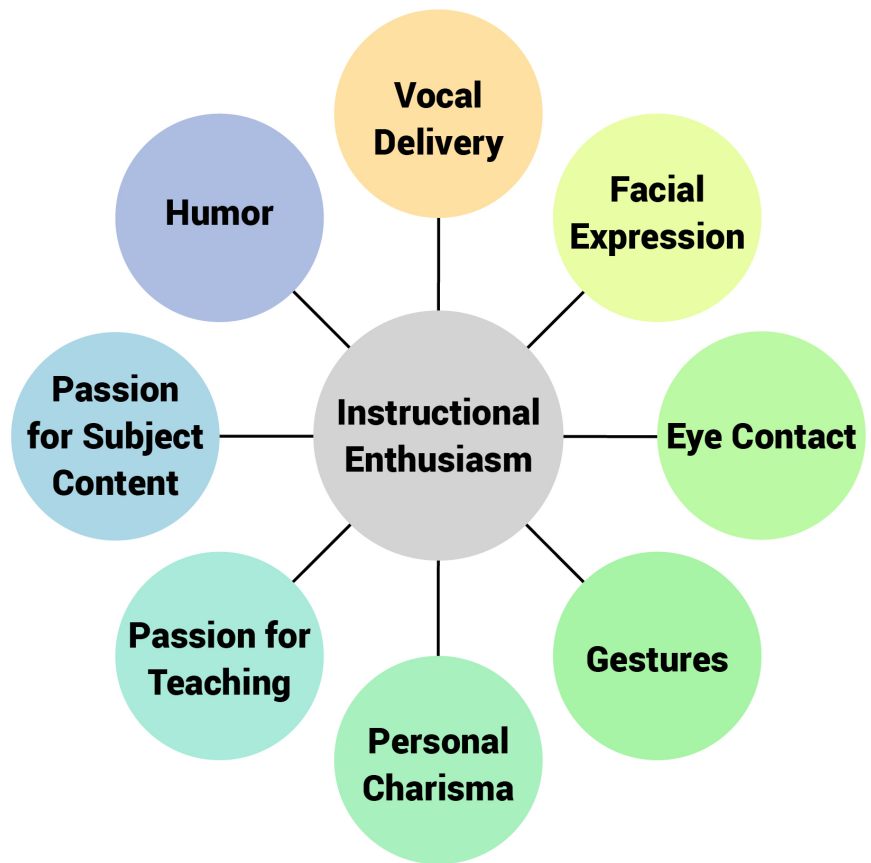 Vocal
Delivery
Facial
Expression
Eye Contact
Gestures
Personal
Charisma
Passion for
Teaching
Passion
for Subject
Content
Humor
Instructional
Enthusiasm